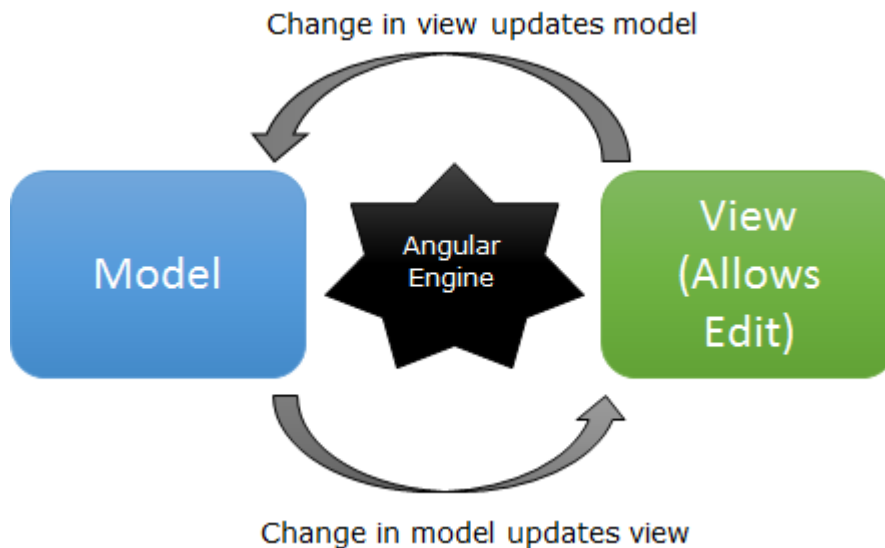 Change in view updates model
Model
Angular
Engine
View
(Allows
Edit)
Change in model updates view